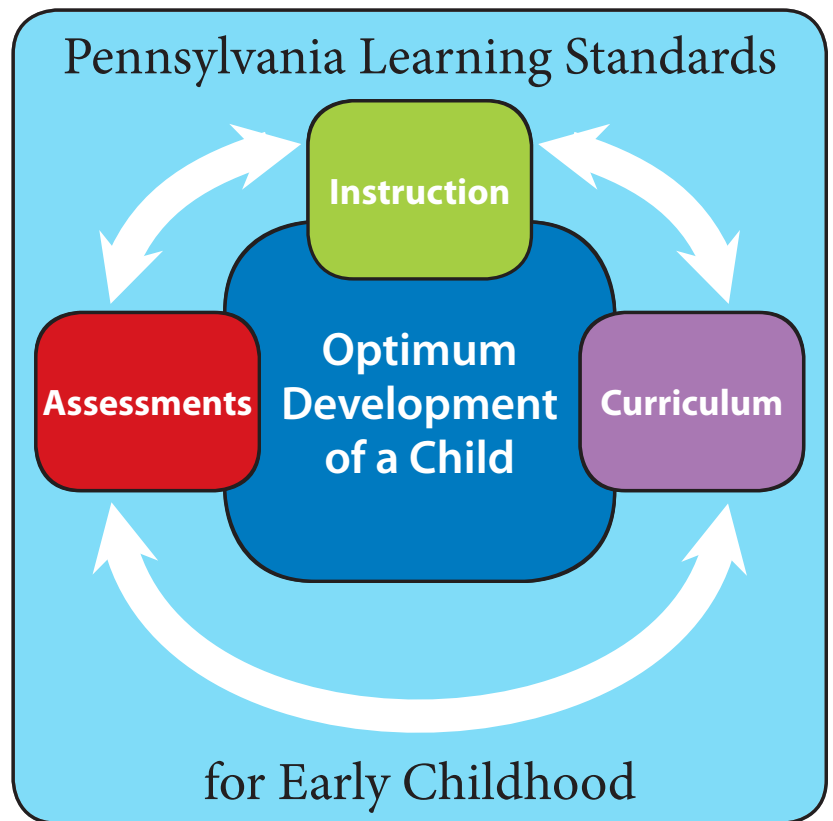 Pennsylvania Learning Standards
Instruction
Assessments
Optimum
Development
of a Child
Curriculum
for Early Childhood